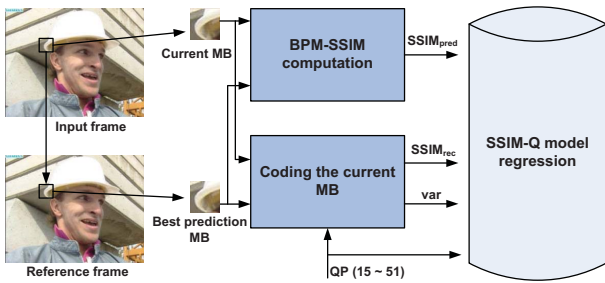 Current MB
Input frame
BPM-SSIM
computation
SSIMpred
Coding the current
MB
SSIMrec
var
SSIM-Q model
regression
Best prediction
MB
Reference frame
QP (15 ~ 51)